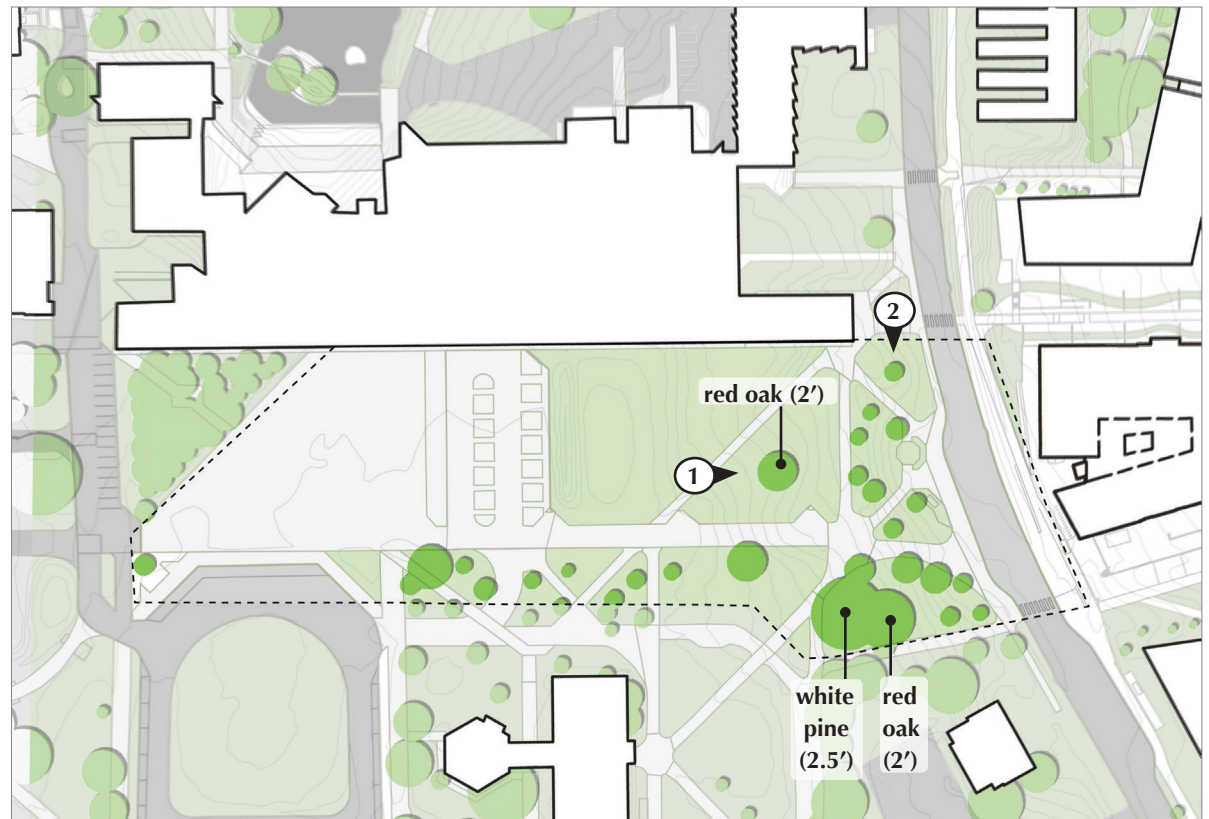 2
red oak (2′)
1
white
pine
(2.5′)
red
oak
(2′)